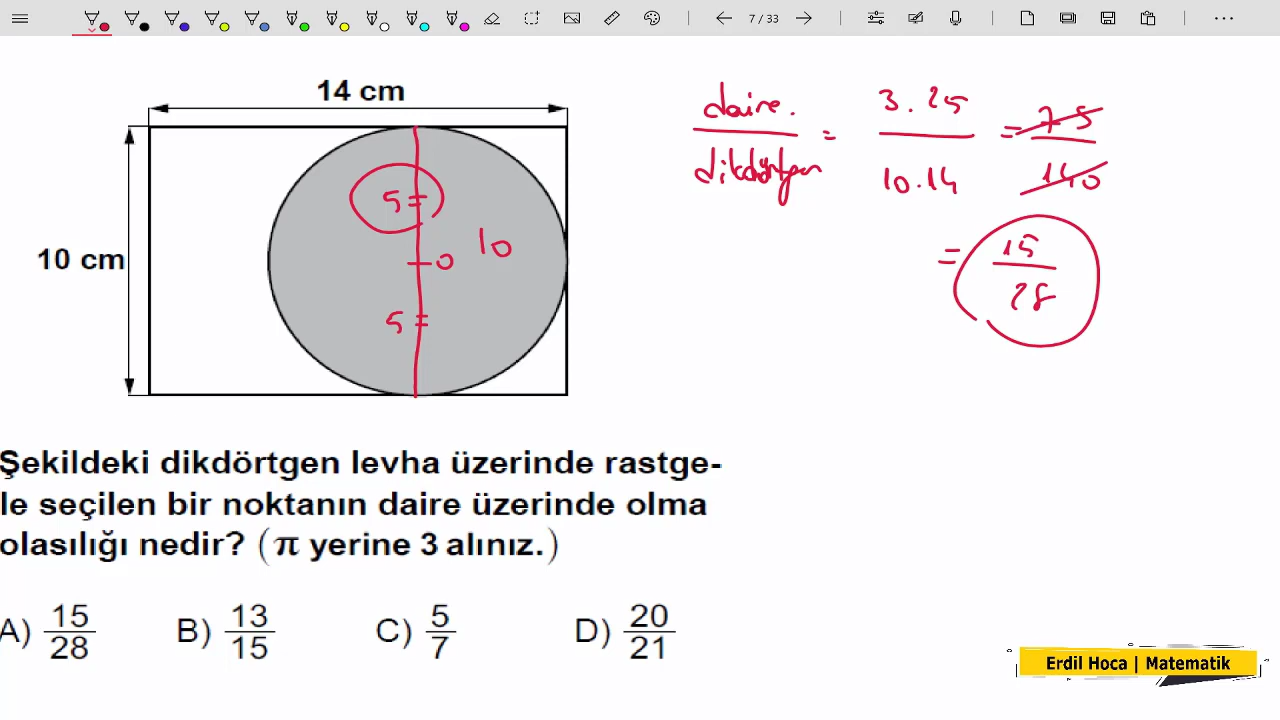 7 / 33
14 cm
10 cm
5
10
0
5
daire.
dikdörtgen
=
3.25
10.14
=
75
140
=
15
28
Şekildeki dikdörtgen levha üzerinde rastge-
le seçilen bir noktanın daire üzerinde olma
olasılığı nedir? (π yerine 3 alınız.)
A) 15/28 B) 13/15 C) 5/7 D) 20/21
Erdil Hoca | Matematik